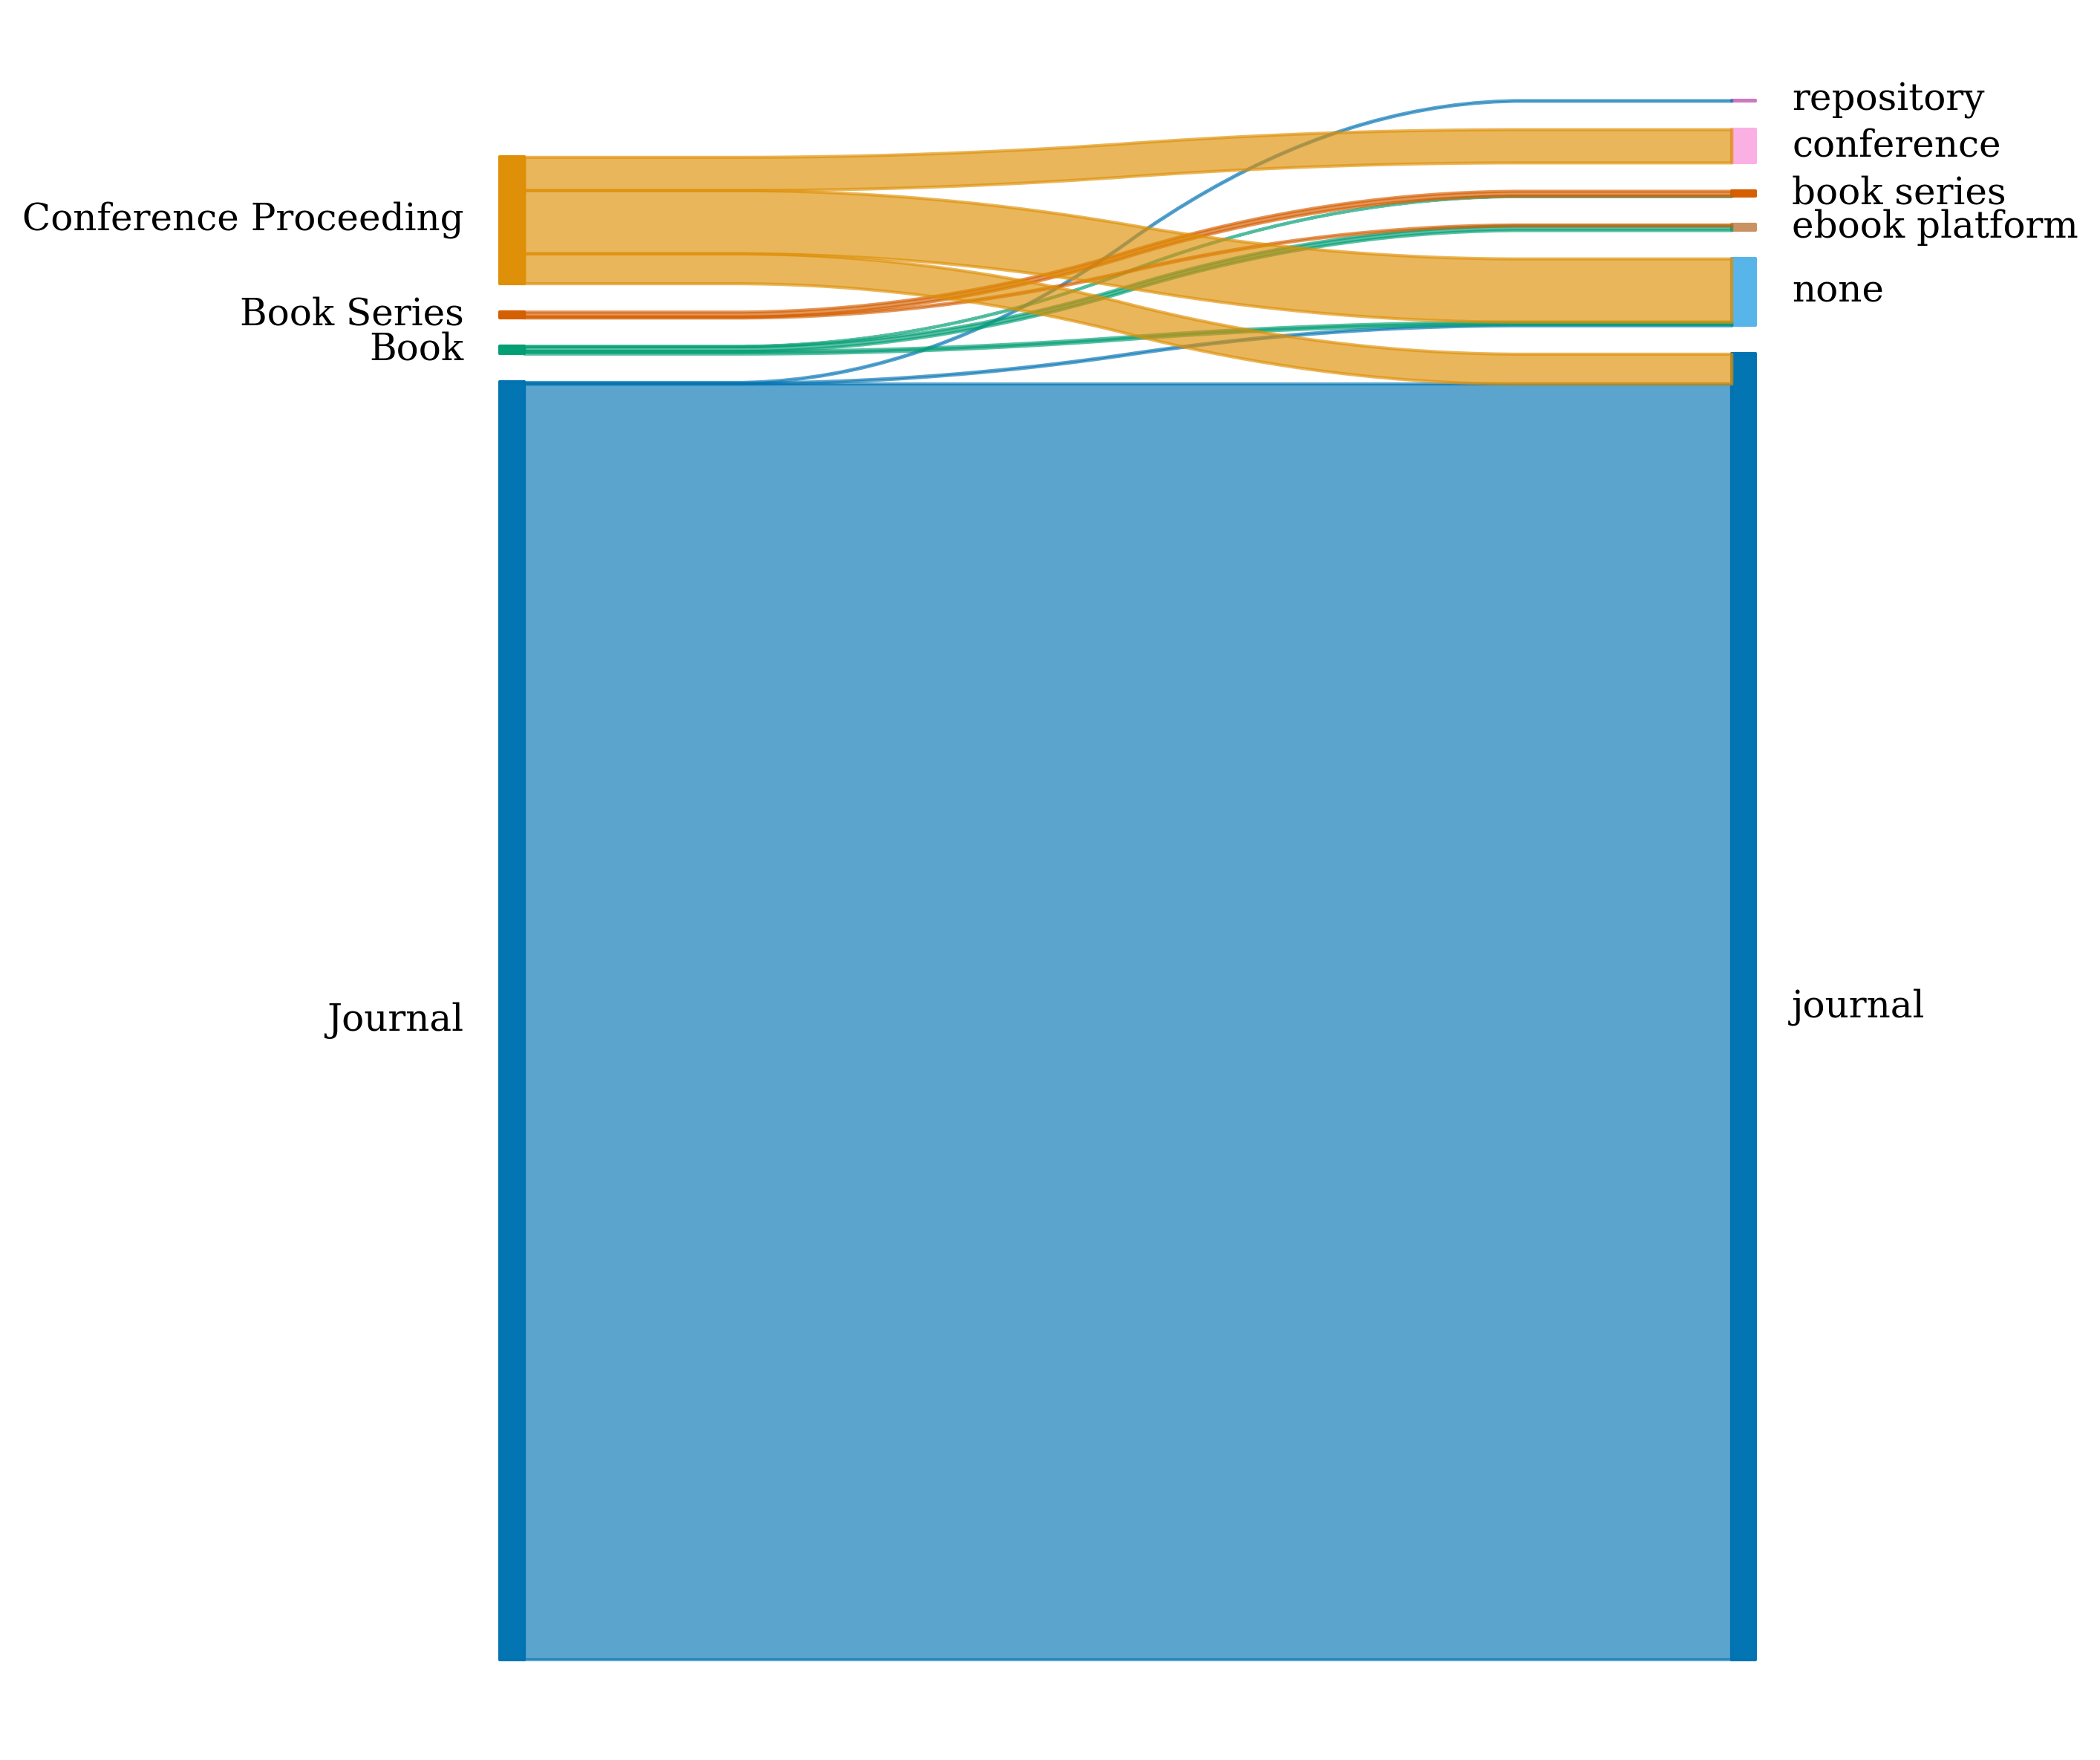 Conference Proceeding
Book Series
Book
Journal
repository
conference
book series
ebook platform
none
journal